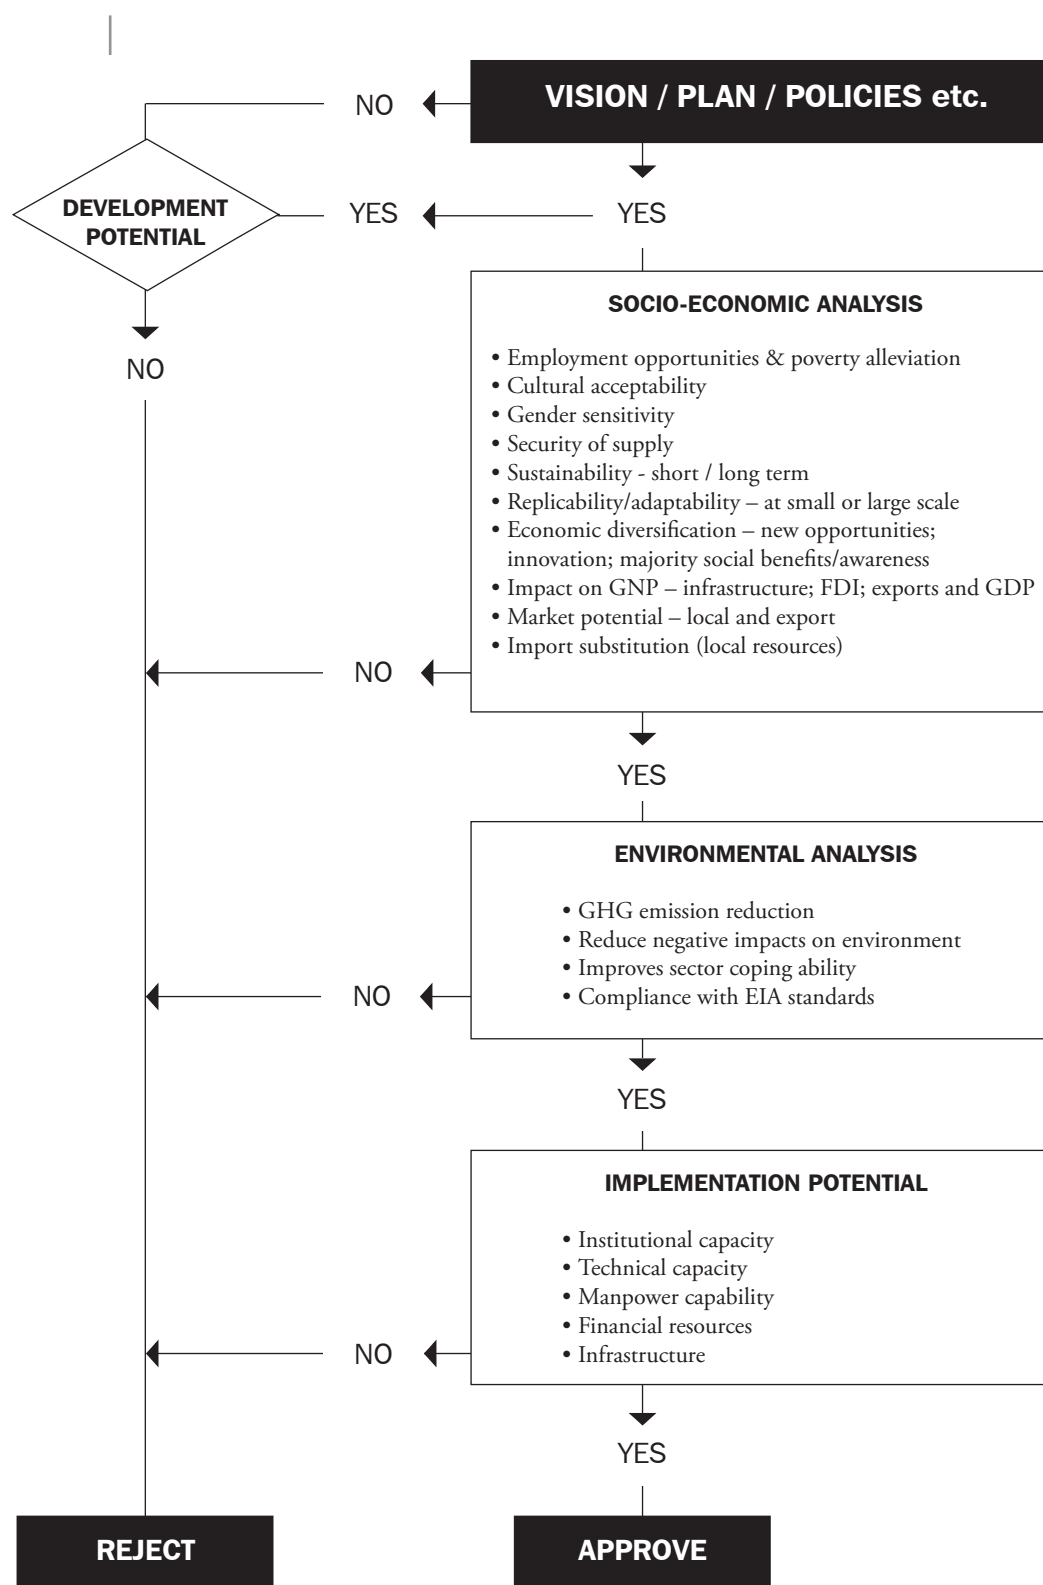 VISION / PLAN / POLICIES etc.
NO
DEVELOPMENT
POTENTIAL
YES
YES
NO
SOCIO-ECONOMIC ANALYSIS
• Employment opportunities & poverty alleviation
• Cultural acceptability
• Gender sensitivity
• Security of supply
• Sustainability - short / long term
• Replicability/adaptability – at small or large scale
• Economic diversification – new opportunities;
innovation; majority social benefits/awareness
• Impact on GNP – infrastructure; FDI; exports and GDP
• Market potential – local and export
• Import substitution (local resources)
NO
YES
ENVIRONMENTAL ANALYSIS
• GHG emission reduction
• Reduce negative impacts on environment
• Improves sector coping ability
• Compliance with EIA standards
NO
YES
IMPLEMENTATION POTENTIAL
• Institutional capacity
• Technical capacity
• Manpower capability
• Financial resources
• Infrastructure
NO
YES
REJECT
APPROVE